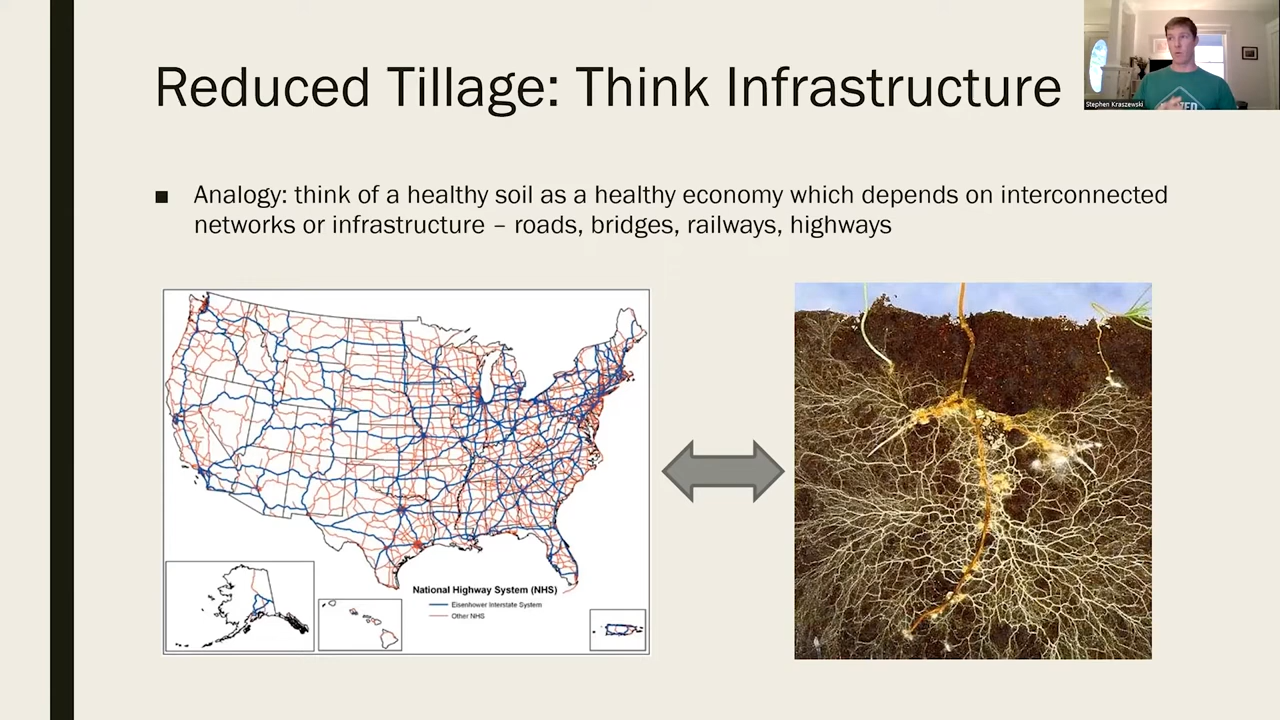 Reduced Tillage: Think Infrastructure
Stephen Kraszewski
■ Analogy: think of a healthy soil as a healthy economy which depends on interconnected
networks or infrastructure – roads, bridges, railways, highways
National Highway System (NHS)
Eisenhower Interstate System
Other NHS